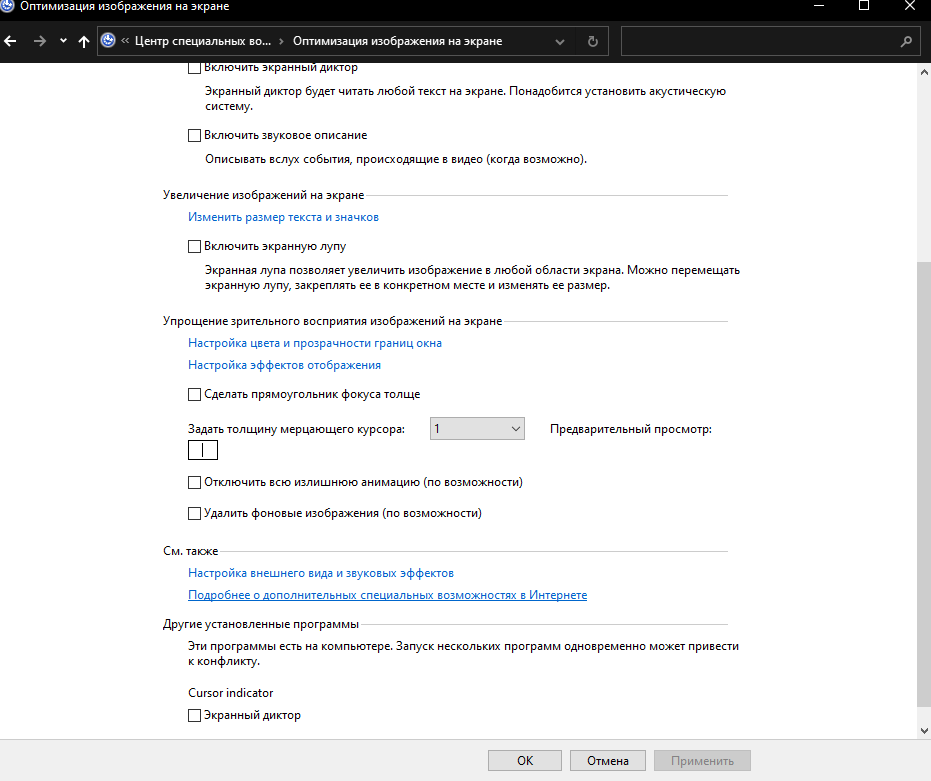 Оптимизация изображения на экране
« Центр специальных во... › Оптимизация изображения на экране
Включить экранный диктор
Экранный диктор будет читать любой текст на экране. Понадобится установить акустическую
систему.
Включить звуковое описание
Описывать вслух события, происходящие в видео (когда возможно).
Увеличение изображений на экране
Изменить размер текста и значков
Включить экранную лупу
Экранная лупа позволяет увеличить изображение в любой области экрана. Можно перемещать
экранную лупу, закреплять ее в конкретном месте и изменять ее размер.
Упрощение зрительного восприятия изображений на экране
Настройка цвета и прозрачности границ окна
Настройка эффектов отображения
Сделать прямоугольник фокуса толще
Задать толщину мерцающего курсора: 1 Предварительный просмотр:
Отключить всю излишнюю анимацию (по возможности)
Удалить фоновые изображения (по возможности)
См. также
Настройка внешнего вида и звуковых эффектов
Подробнее о дополнительных специальных возможностях в Интернете
Другие установленные программы
Эти программы есть на компьютере. Запуск нескольких программ одновременно может привести
к конфликту.
Cursor indicator
Экранный диктор
ОК Отмена Применить